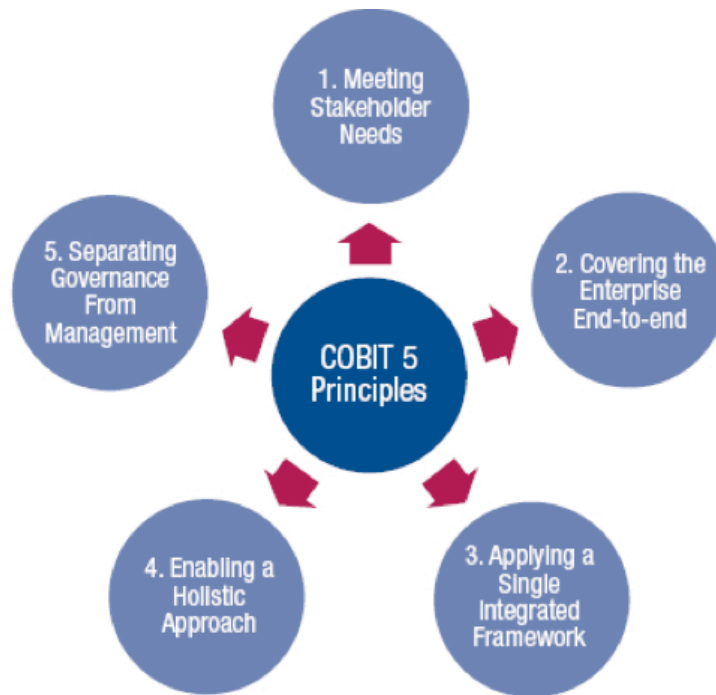 1. Meeting
Stakeholder
Needs
5. Separating
Governance
From
Management
2. Covering the
Enterprise
End-to-end
COBIT 5
Principles
4. Enabling a
Holistic
Approach
3. Applying a
Single
Integrated
Framework